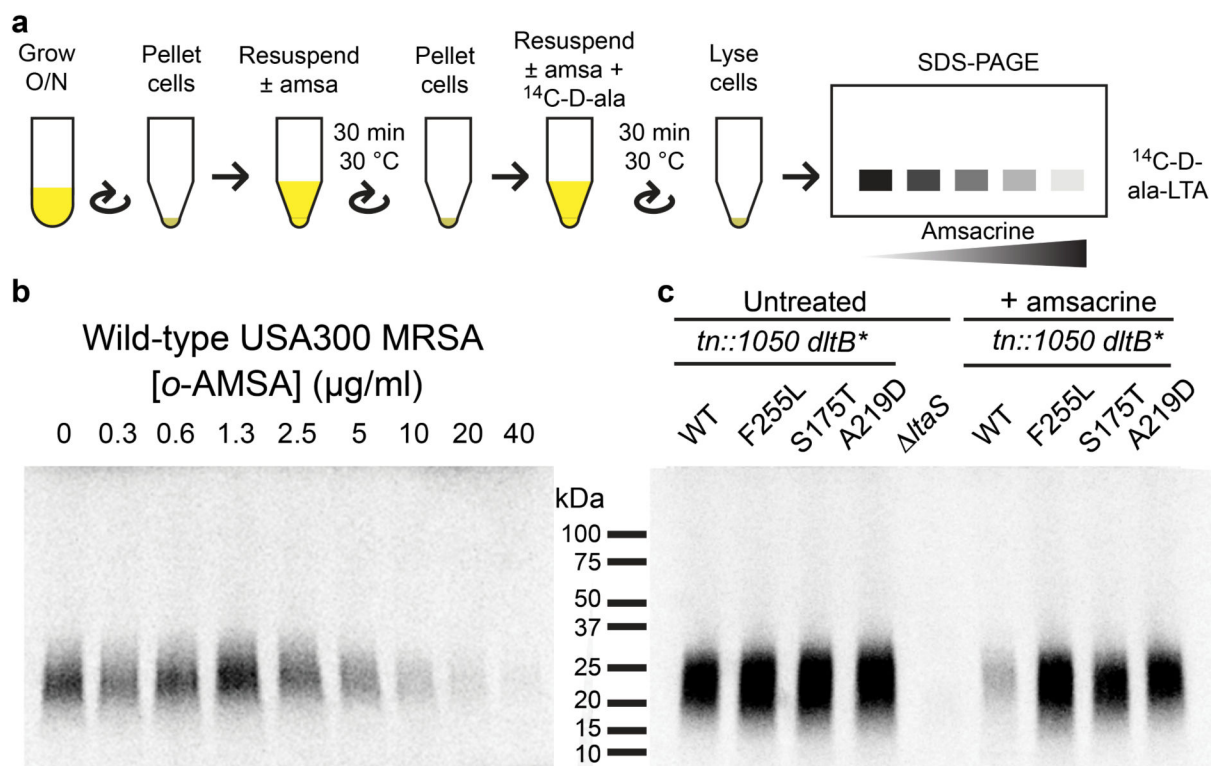 a
Grow
O/N
Pellet
cells
Resuspend
± amsa
30 min
30 °C
Pellet
cells
Resuspend
± amsa +
¹⁴C-D-ala
30 min
30 °C
Lyse
cells
SDS-PAGE
¹⁴C-D-
ala-LTA
Amsacrine
b
Wild-type USA300 MRSA
[o-AMSA] (µg/ml)
0 0.3 0.6 1.3 2.5 5 10 20 40
kDa
100
75
50
37
25
20
15
10
c
Untreated
+ amsacrine
tn::1050 dltB*
tn::1050 dltB*
WT F255L S175T A219D ΔltaS
WT F255L S175T A219D